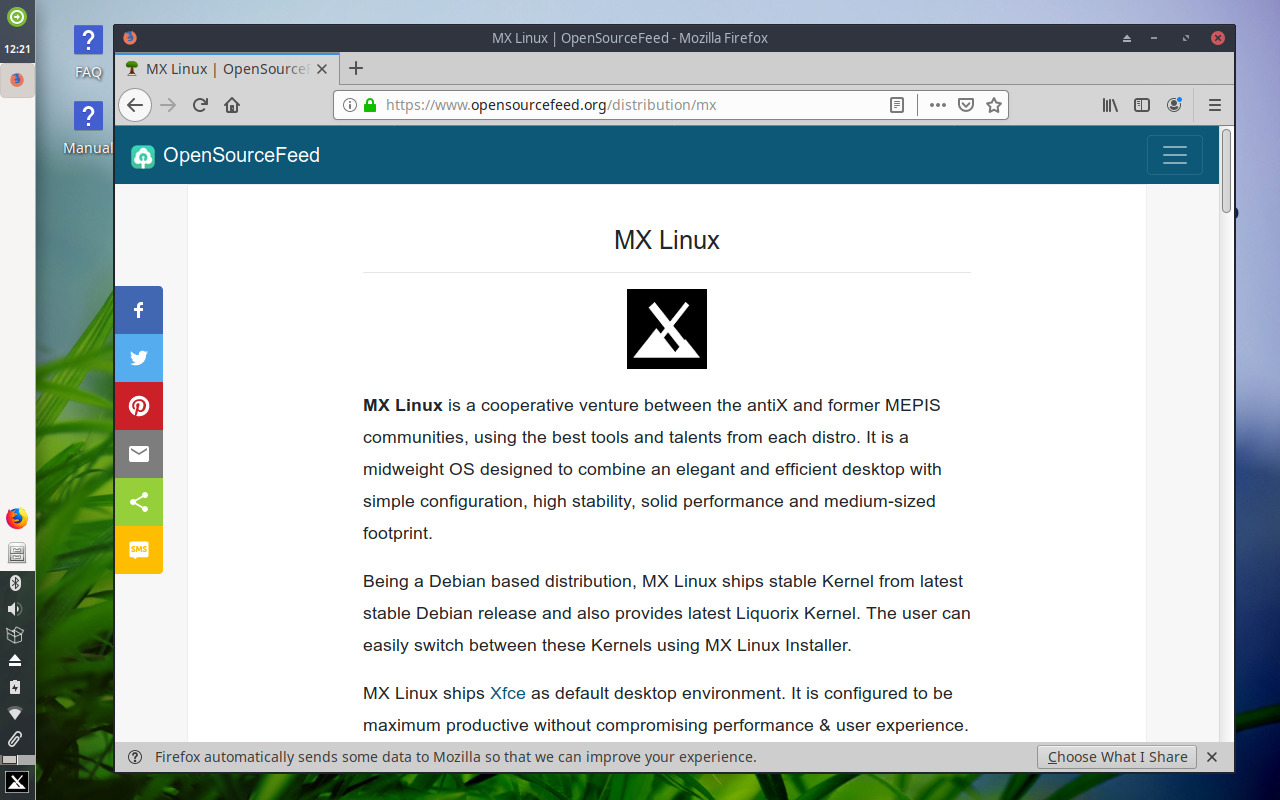 12:21
FAQ
Manual
MX Linux | OpenSourceFeed - Mozilla Firefox
MX Linux | OpenSourceF
https://www.opensourcefeed.org/distribution/mx
OpenSourceFeed
MX Linux
MX Linux is a cooperative venture between the antiX and former MEPIS
communities, using the best tools and talents from each distro. It is a
midweight OS designed to combine an elegant and efficient desktop with
simple configuration, high stability, solid performance and medium-sized
footprint.
Being a Debian based distribution, MX Linux ships stable Kernel from latest
stable Debian release and also provides latest Liquorix Kernel. The user can
easily switch between these Kernels using MX Linux Installer.
MX Linux ships Xfce as default desktop environment. It is configured to be
maximum productive without compromising performance & user experience.
SMS
Firefox automatically sends some data to Mozilla so that we can improve your experience.
Choose What I Share